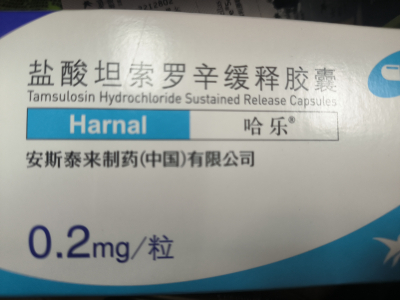 盐酸坦索罗辛缓释胶囊
Tamsulosin Hydrochloride Sustained Release Capsules
Harnal 哈乐®
安斯泰来制药(中国)有限公司
0.2mg/粒